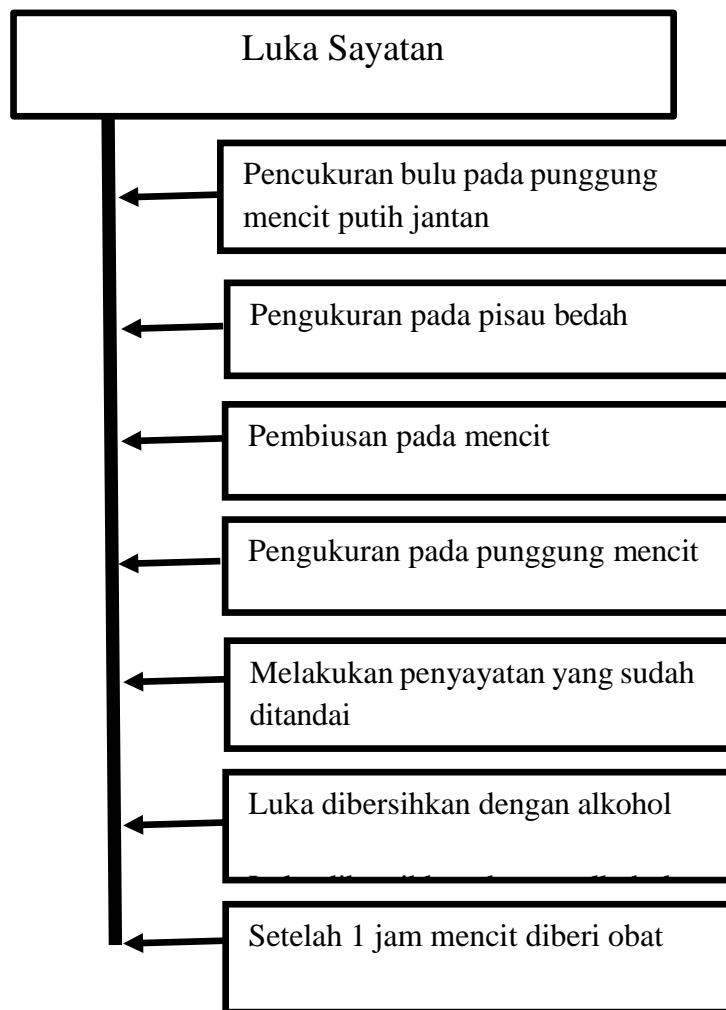 Luka Sayatan
Pencukuran bulu pada punggung
mencit putih jantan
Pengukuran pada pisau bedah
Pembiusan pada mencit
Pengukuran pada punggung mencit
Melakukan penyayatan yang sudah
ditandai
Luka dibersihkan dengan alkohol
Setelah 1 jam mencit diberi obat